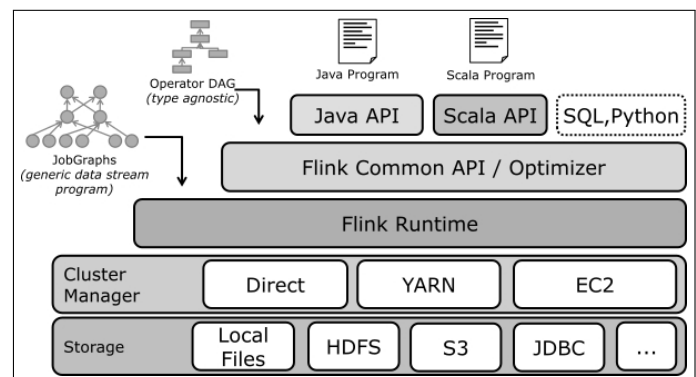 Operator DAG
(type agnostic)
Java Program
Scala Program
Java API
Scala API
SQL,Python
JobGraphs
(generic data stream
program)
Flink Common API / Optimizer
Flink Runtime
Cluster
Manager
Direct
YARN
EC2
Storage
Local
Files
HDFS
S3
JDBC
...